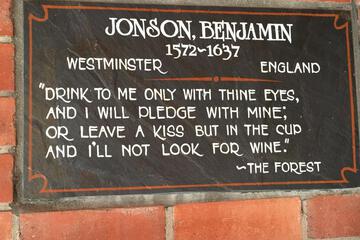 JONSON, BENJAMIN
1572~1637
WESTMINSTER ENGLAND
"DRINK TO ME ONLY WITH THINE EYES,
AND I WILL PLEDGE WITH MINE;
OR LEAVE A KISS BUT IN THE CUP
AND I'LL NOT LOOK FOR WINE."
~THE FOREST